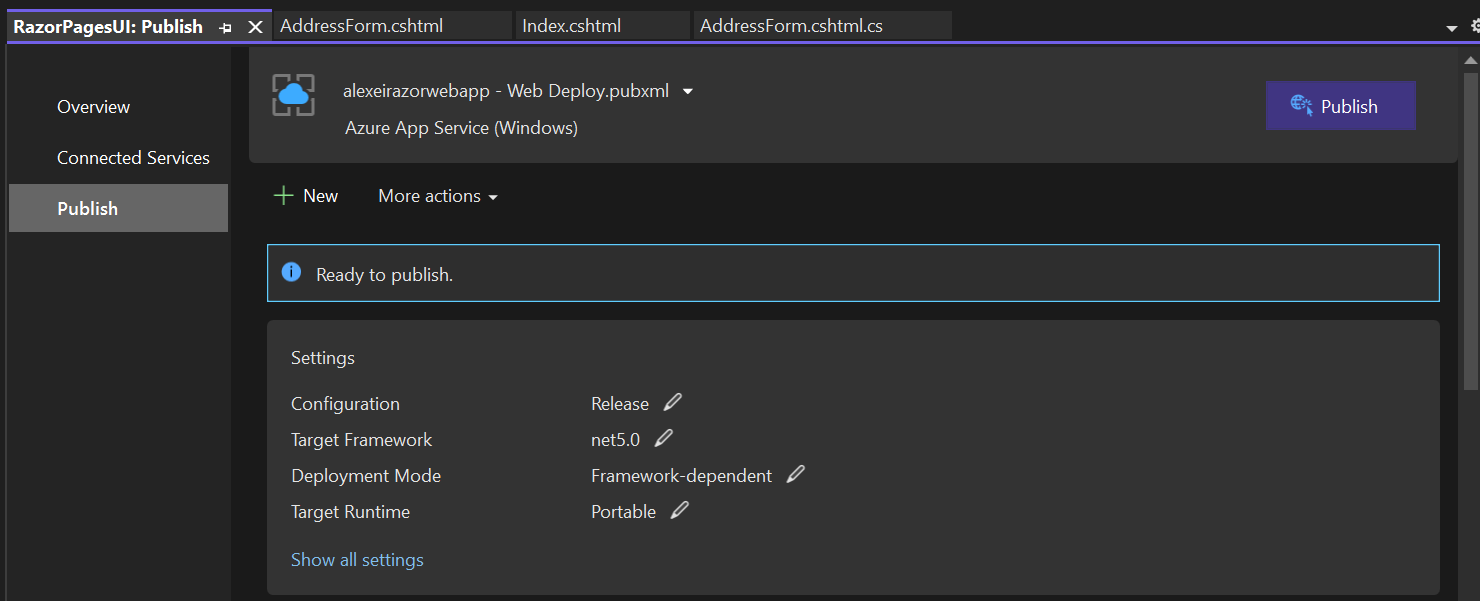 RazorPagesUI: Publish
AddressForm.cshtml
Index.cshtml
AddressForm.cshtml.cs
Overview
Connected Services
Publish
alexeirazorwebapp - Web Deploy.pubxml
Azure App Service (Windows)
Publish
New
More actions
Ready to publish.
Settings
Configuration Release
Target Framework net5.0
Deployment Mode Framework-dependent
Target Runtime Portable
Show all settings